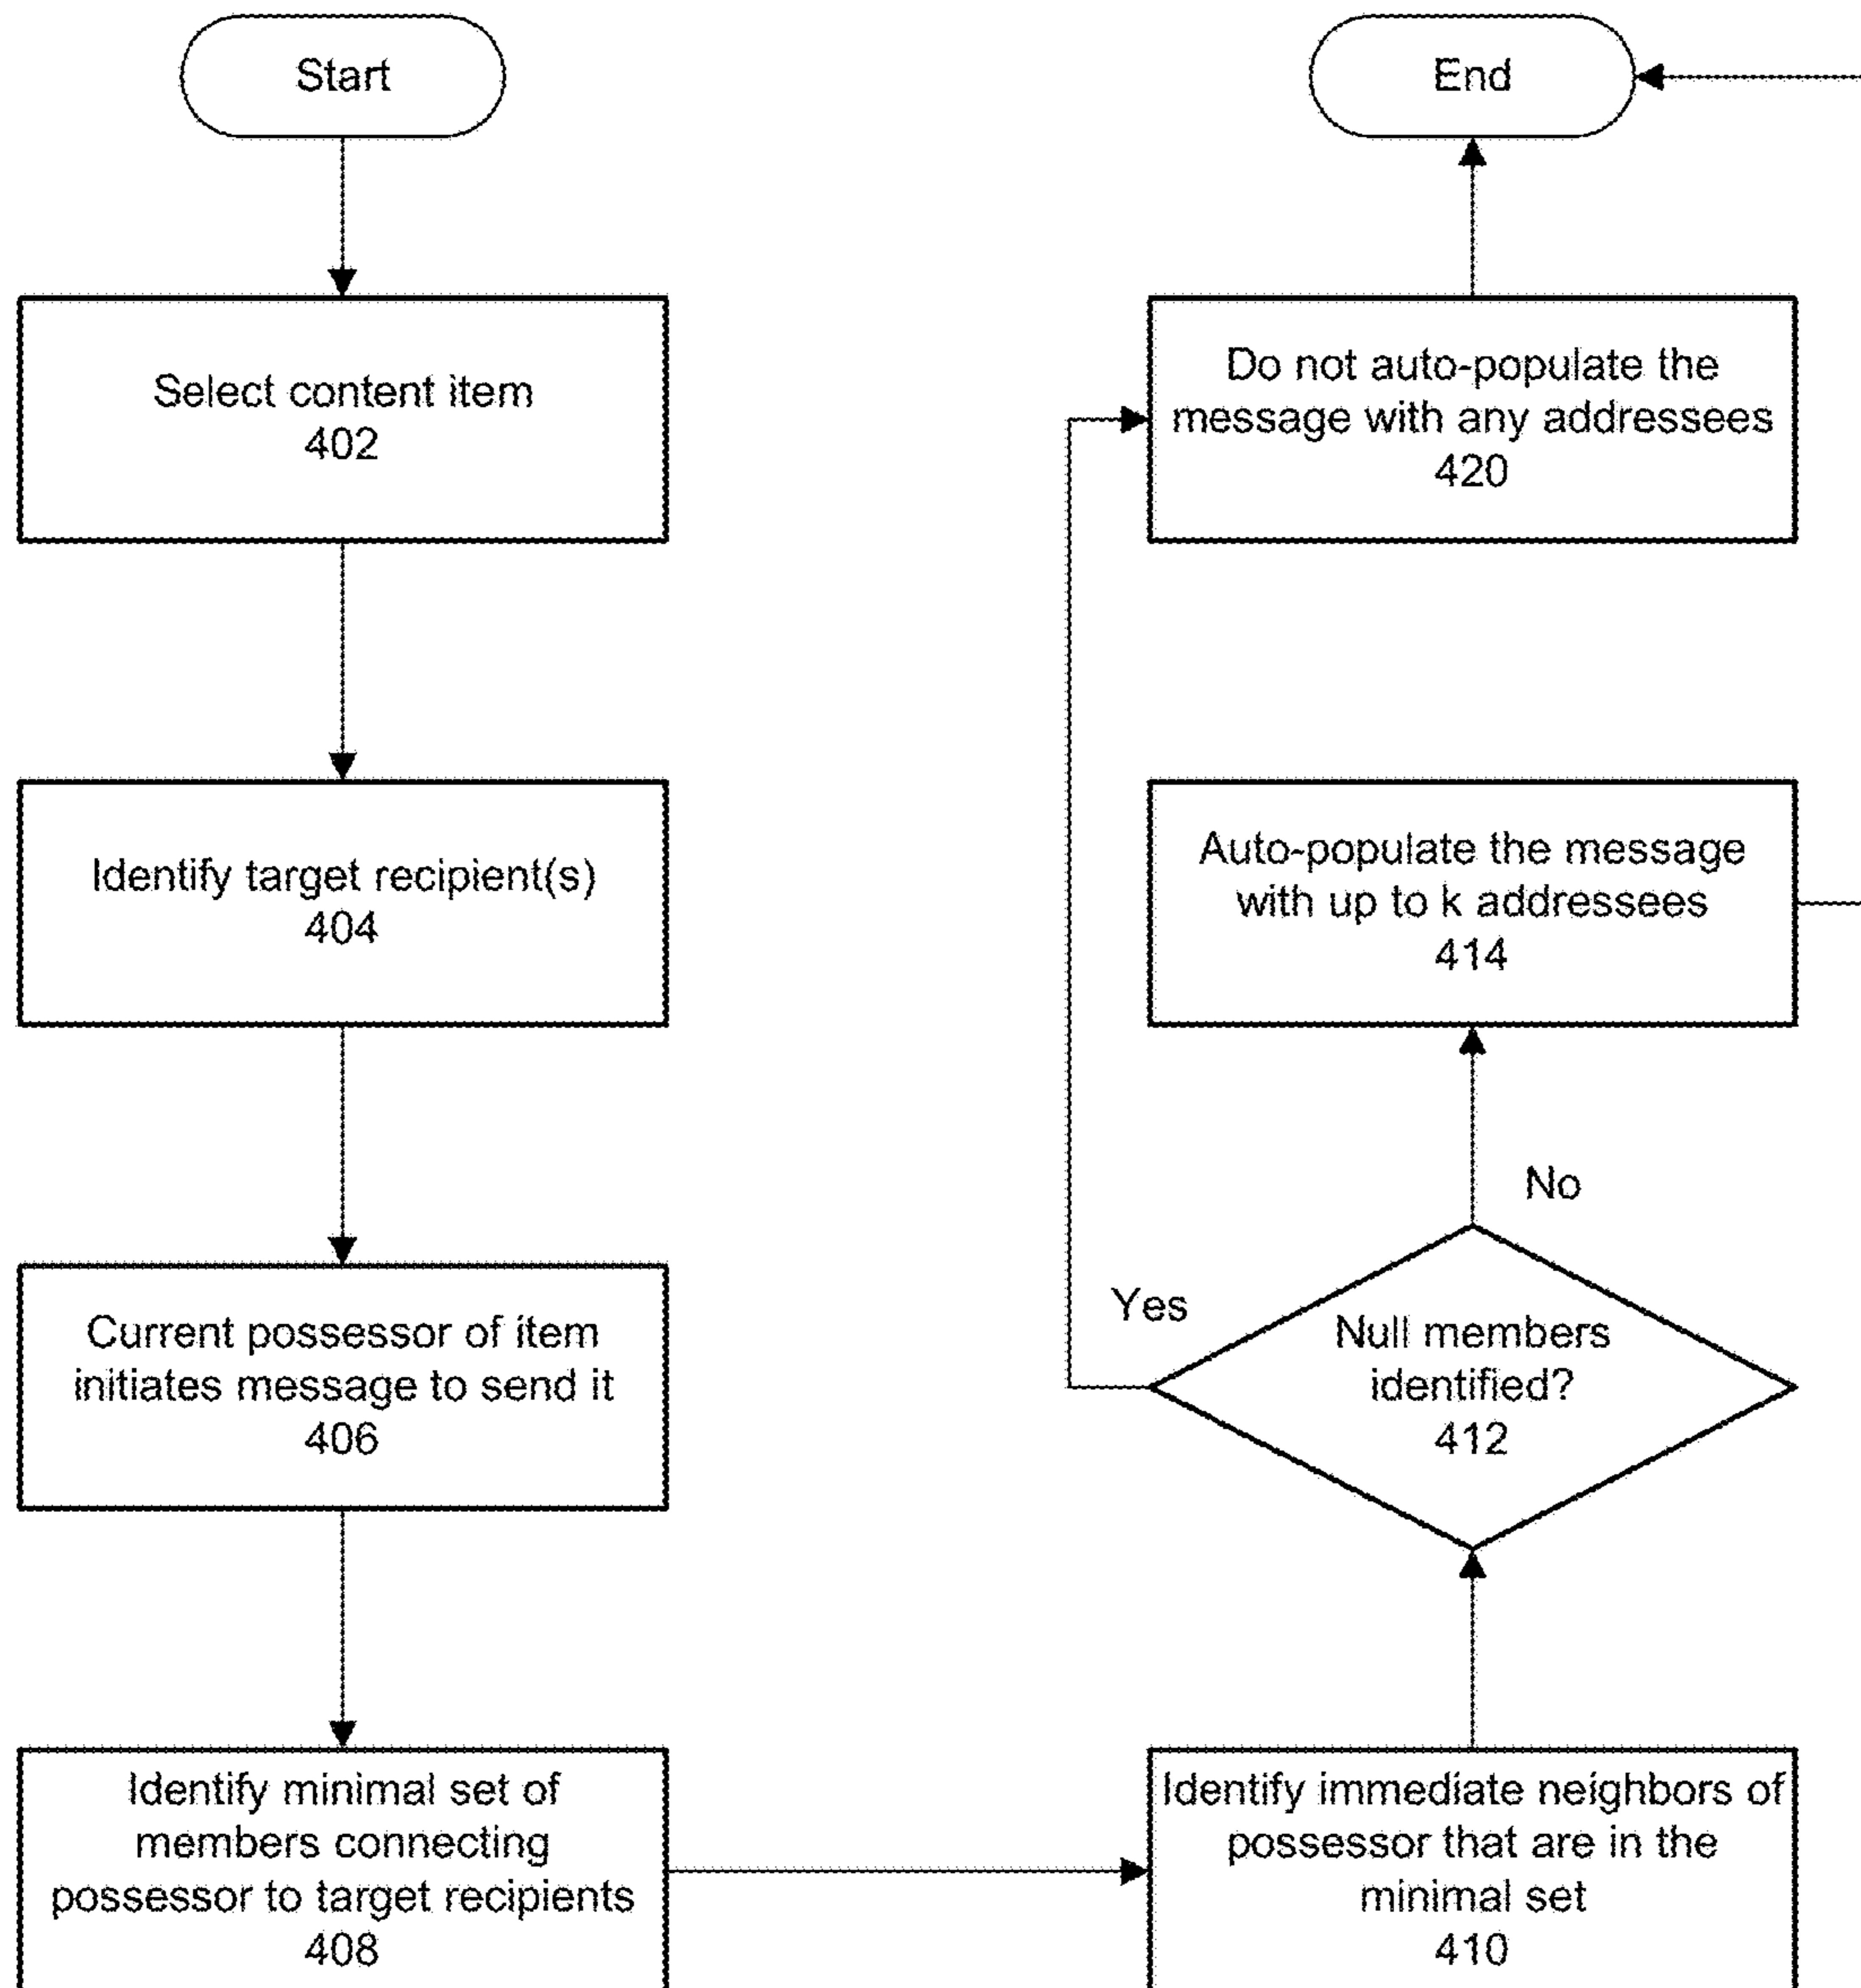 Start
Select content item
402
Identify target recipient(s)
404
Current possessor of item
initiates message to send it
406
Identify minimal set of
members connecting
possessor to target recipients
408
Identify immediate neighbors of
possessor that are in the
minimal set
410
Null members
identified?
412
Yes
No
Auto-populate the message
with up to k addressees
414
Do not auto-populate the
message with any addressees
420
End